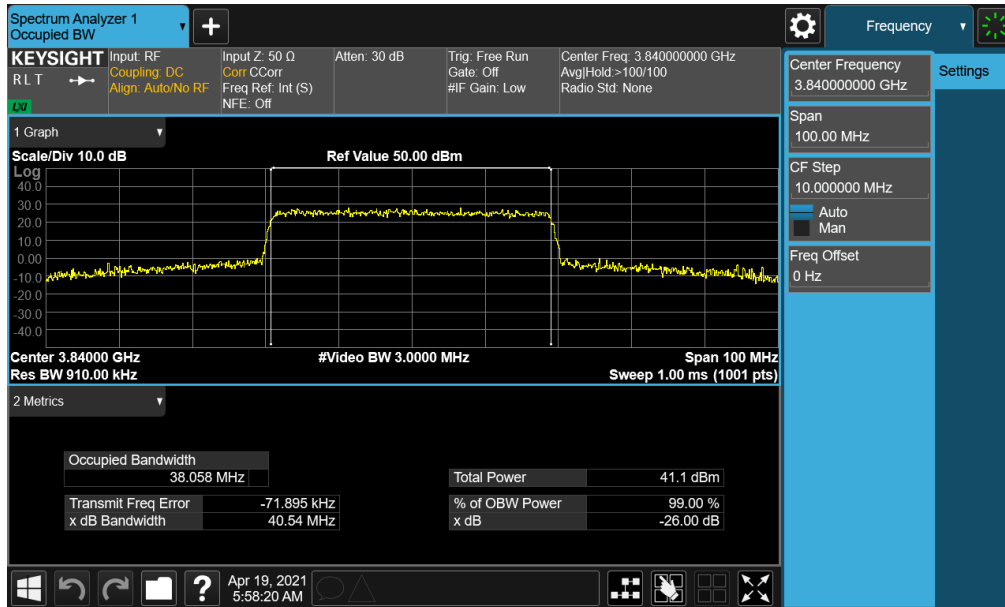 Spectrum Analyzer 1
Occupied BW
+
Frequency
KEYSIGHT
R L T
LXI
Input: RF
Coupling: DC
Align: Auto/No RF
Input Z: 50 Ω
Corr CCorr
Freq Ref: Int (S)
NFE: Off
Atten: 30 dB
Trig: Free Run
Gate: Off
#IF Gain: Low
Center Freq: 3.840000000 GHz
Avg|Hold:>100/100
Radio Std: None
Center Frequency
3.840000000 GHz
Settings
Span
100.00 MHz
CF Step
10.000000 MHz
Auto
Man
Freq Offset
0 Hz
1 Graph
Scale/Div 10.0 dB
Ref Value 50.00 dBm
Log
40.0
30.0
20.0
10.0
0.00
-10.0
-20.0
-30.0
-40.0
Center 3.84000 GHz
#Video BW 3.0000 MHz
Span 100 MHz
Res BW 910.00 kHz
Sweep 1.00 ms (1001 pts)
2 Metrics
Occupied Bandwidth
38.058 MHz
Total Power 41.1 dBm
Transmit Freq Error -71.895 kHz
% of OBW Power 99.00 %
x dB Bandwidth 40.54 MHz
x dB -26.00 dB
?
Apr 19, 2021
5:58:20 AM